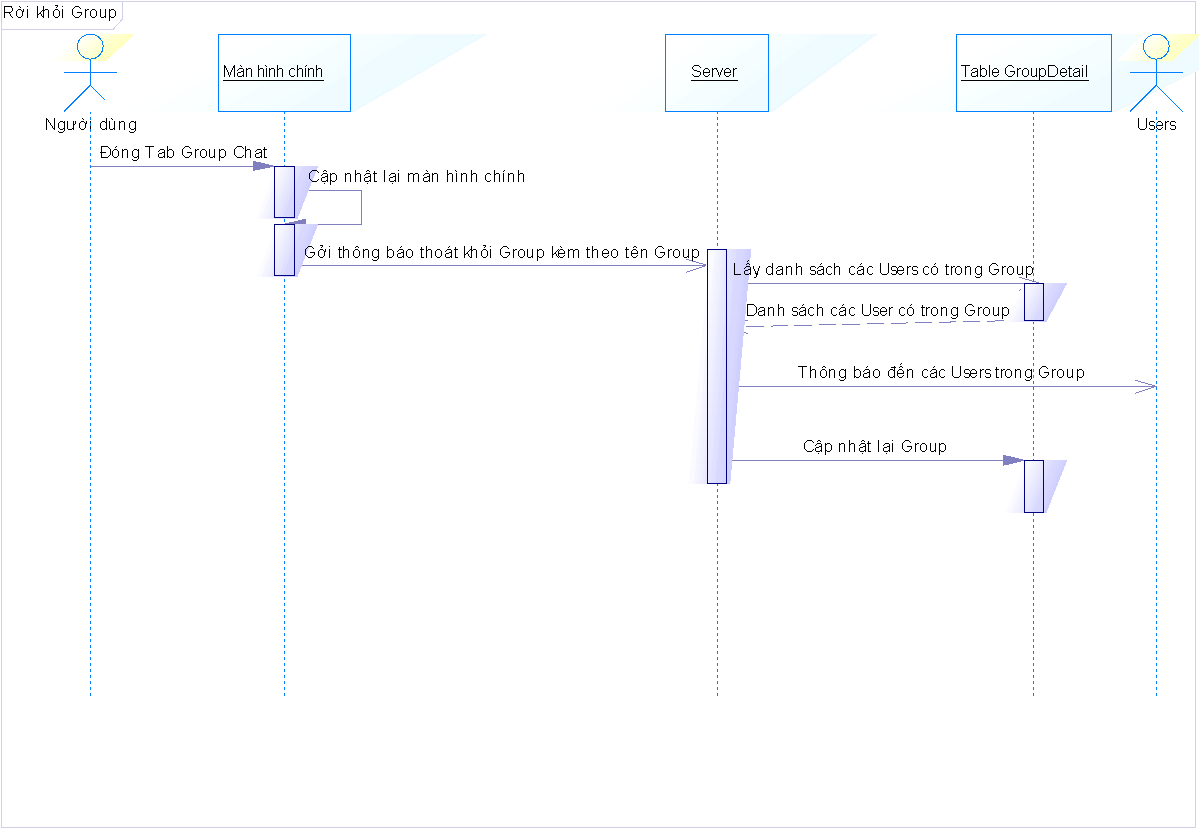 Rời khỏi Group
Màn hình chính
Server
Table GroupDetail
Người dùng
Users
Đóng Tab Group Chat
Cập nhật lại màn hình chính
Gởi thông báo thoát khỏi Group kèm theo tên Group
Lấy danh sách các Users có trong Group
Danh sách các User có trong Group
Thông báo đến các Users trong Group
Cập nhật lại Group